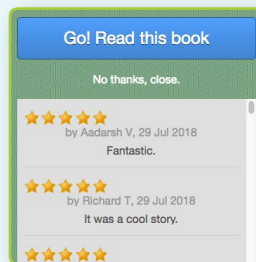 Go! Read this book
No thanks, close.
by Aadarsh V, 29 Jul 2018
Fantastic.
by Richard T, 29 Jul 2018
It was a cool story.